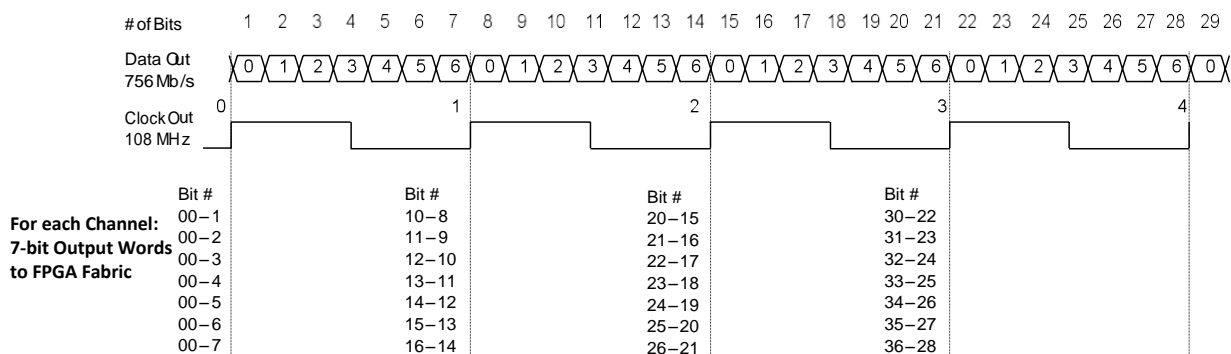 # of Bits 1 2 3 4 5 6 7 8 9 10 11 12 13 14 15 16 17 18 19 20 21 22 23 24 25 26 27 28 29
Data Out
756 Mb/s
0 1 2 3 4 5 6 0 1 2 3 4 5 6 0 1 2 3 4 5 6 0 1 2 3 4 5 6 0
0 1 2 3 4
Clock Out
108 MHz
Bit # Bit # Bit # Bit #
For each Channel:
7-bit Output Words
to FPGA Fabric
00–1 10–8 20–15 30–22
00–2 11–9 21–16 31–23
00–3 12–10 22–17 32–24
00–4 13–11 23–18 33–25
00–5 14–12 24–19 34–26
00–6 15–13 25–20 35–27
00–7 16–14 26–21 36–28